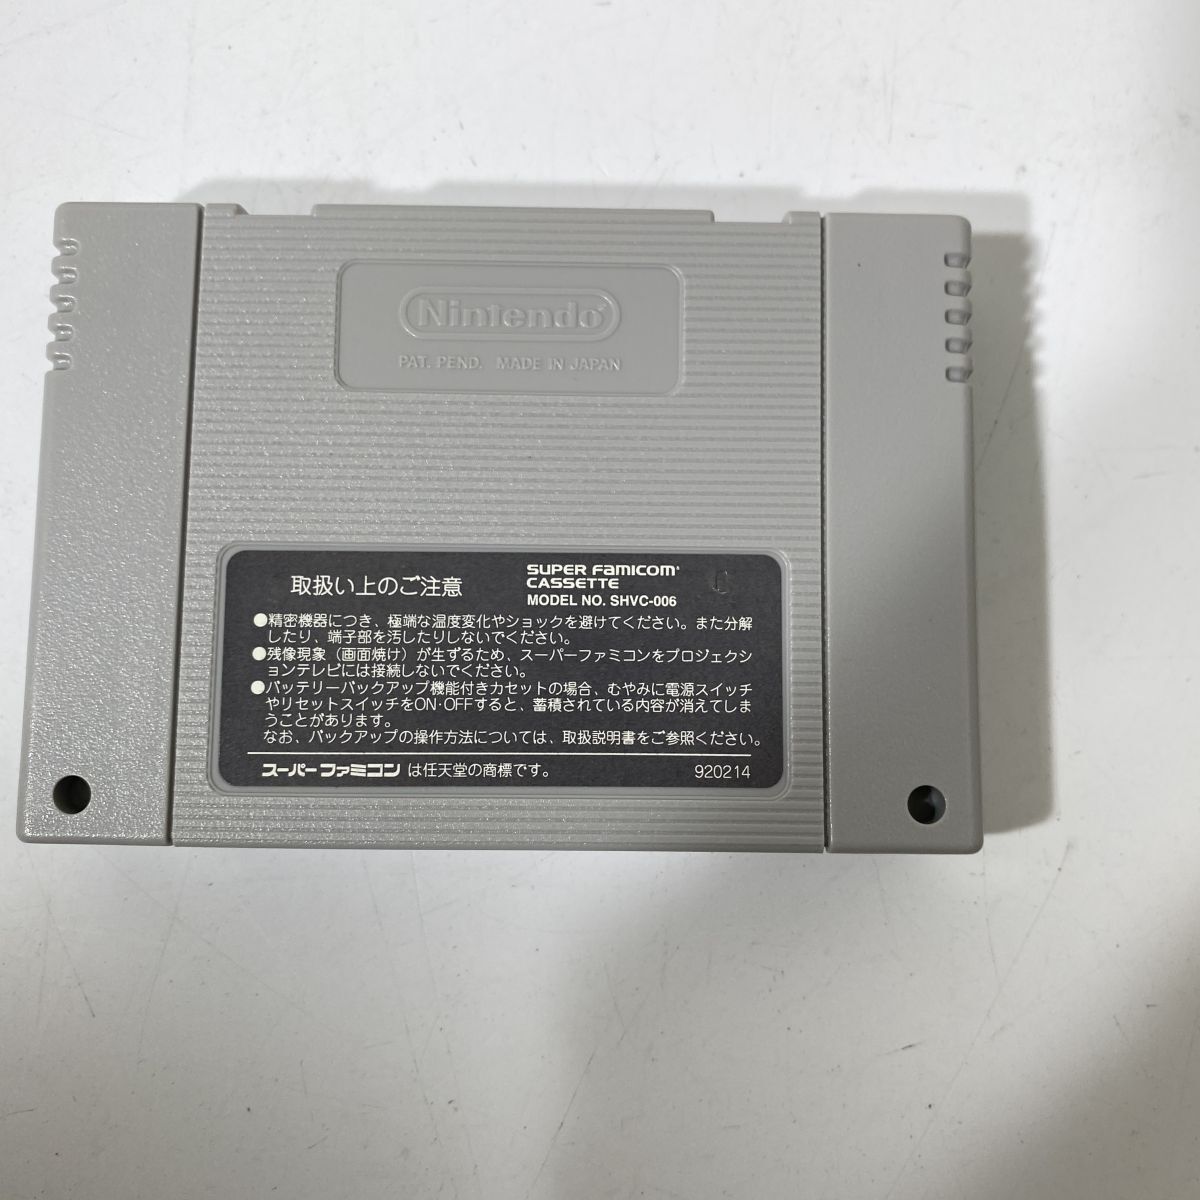 Nintendo
PAT. PEND. MADE IN JAPAN
取扱い上のご注意
SUPER FAMICOM
CASSETTE
MODEL NO. SHVC-006
●精密機器につき、極端な温度変化やショックを避けてください。また分解
したり、端子部を汚したりしないでください。
●残像現象（画面焼け）が生ずるため、スーパーファミコンをプロジェクシ
ョンテレビには接続しないでください。
●バッテリーバックアップ機能付きカセットの場合、むやみに電源スイッチ
やリセットスイッチをON·OFFすると、蓄積されている内容が消えてしま
うことがあります。
なお、バックアップの操作方法については、取扱説明書をご参照ください。
スーパーファミコン は任天堂の商標です。 920214